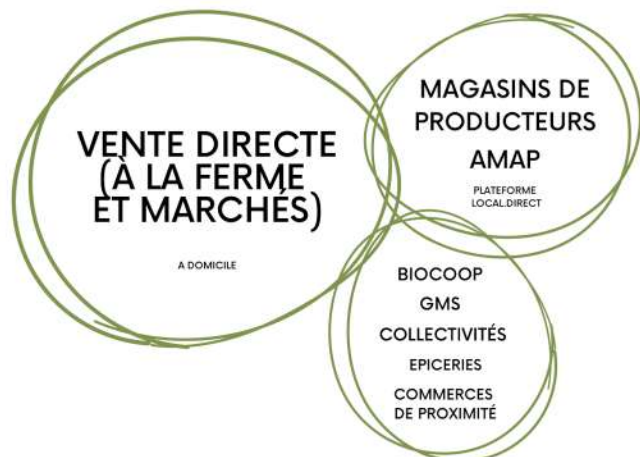 VENTE DIRECTE
(À LA FERME
ET MARCHÉS)
A DOMICILE
MAGASINS DE
PRODUCTEURS
AMAP
PLATEFORME
LOCAL.DIRECT
BIOCOOP
GMS
COLLECTIVITÉS
EPICERIES
COMMERCES
DE PROXIMITÉ